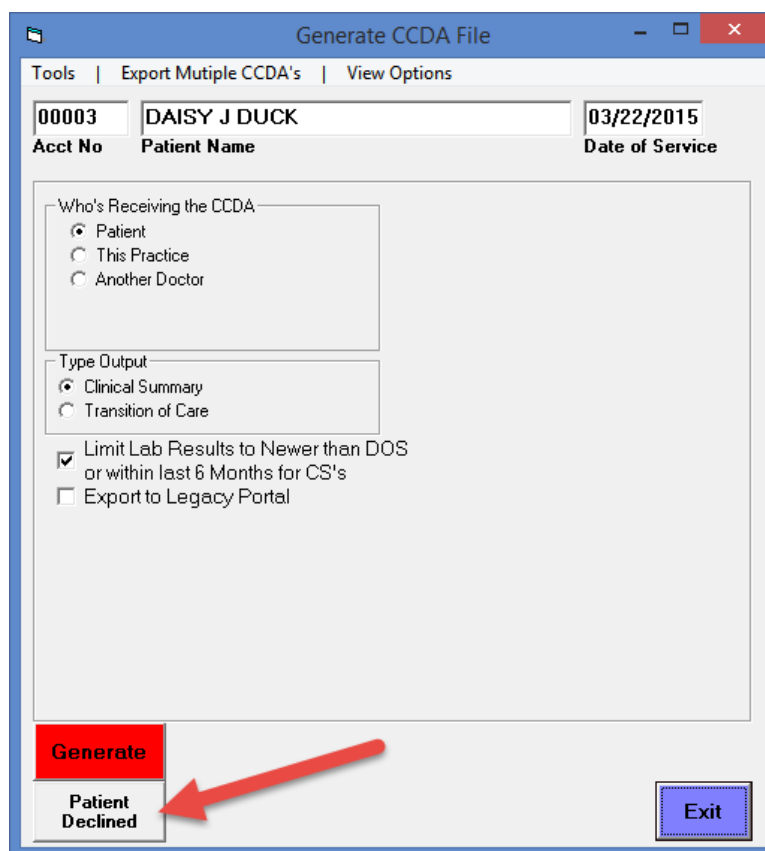 Generate CCDA File
Tools | Export Mutiple CCDA's | View Options
00003 DAISY J DUCK 03/22/2015
Acct No Patient Name Date of Service
Who's Receiving the CCDA
Patient
This Practice
Another Doctor
Type Output
Clinical Summary
Transition of Care
Limit Lab Results to Newer than DOS
or within last 6 Months for CS's
Export to Legacy Portal
Generate
Patient
Declined
Exit